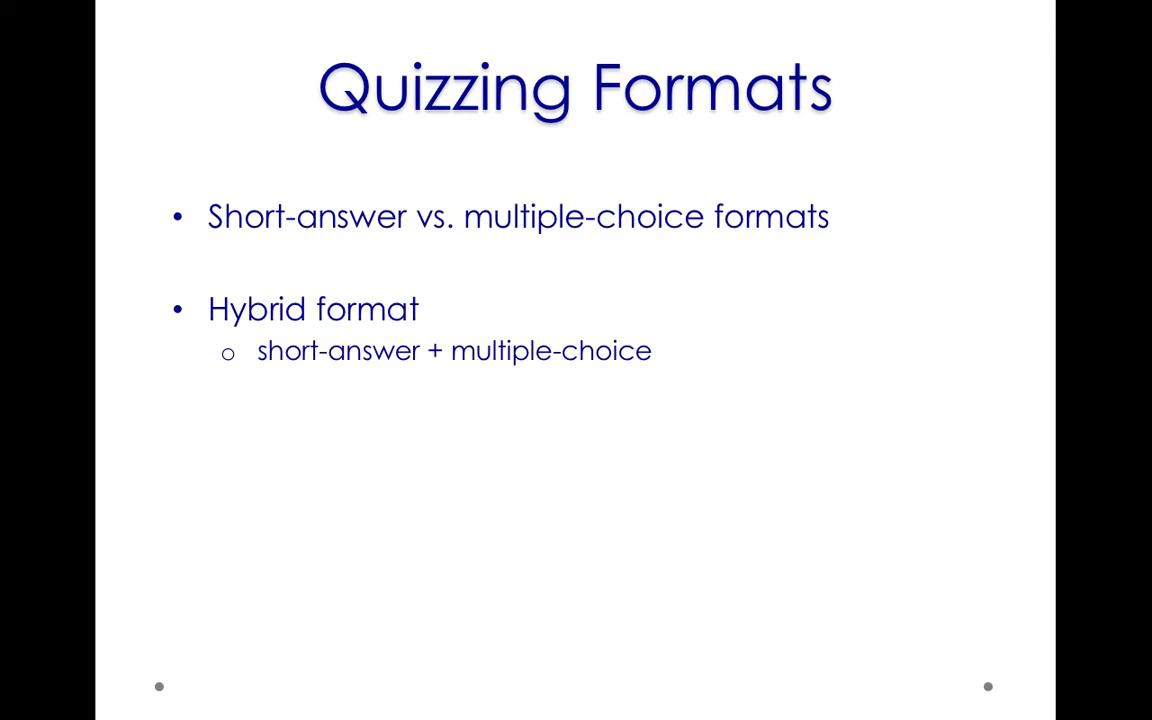 Quizzing Formats
• Short-answer vs. multiple-choice formats
• Hybrid format
o short-answer + multiple-choice